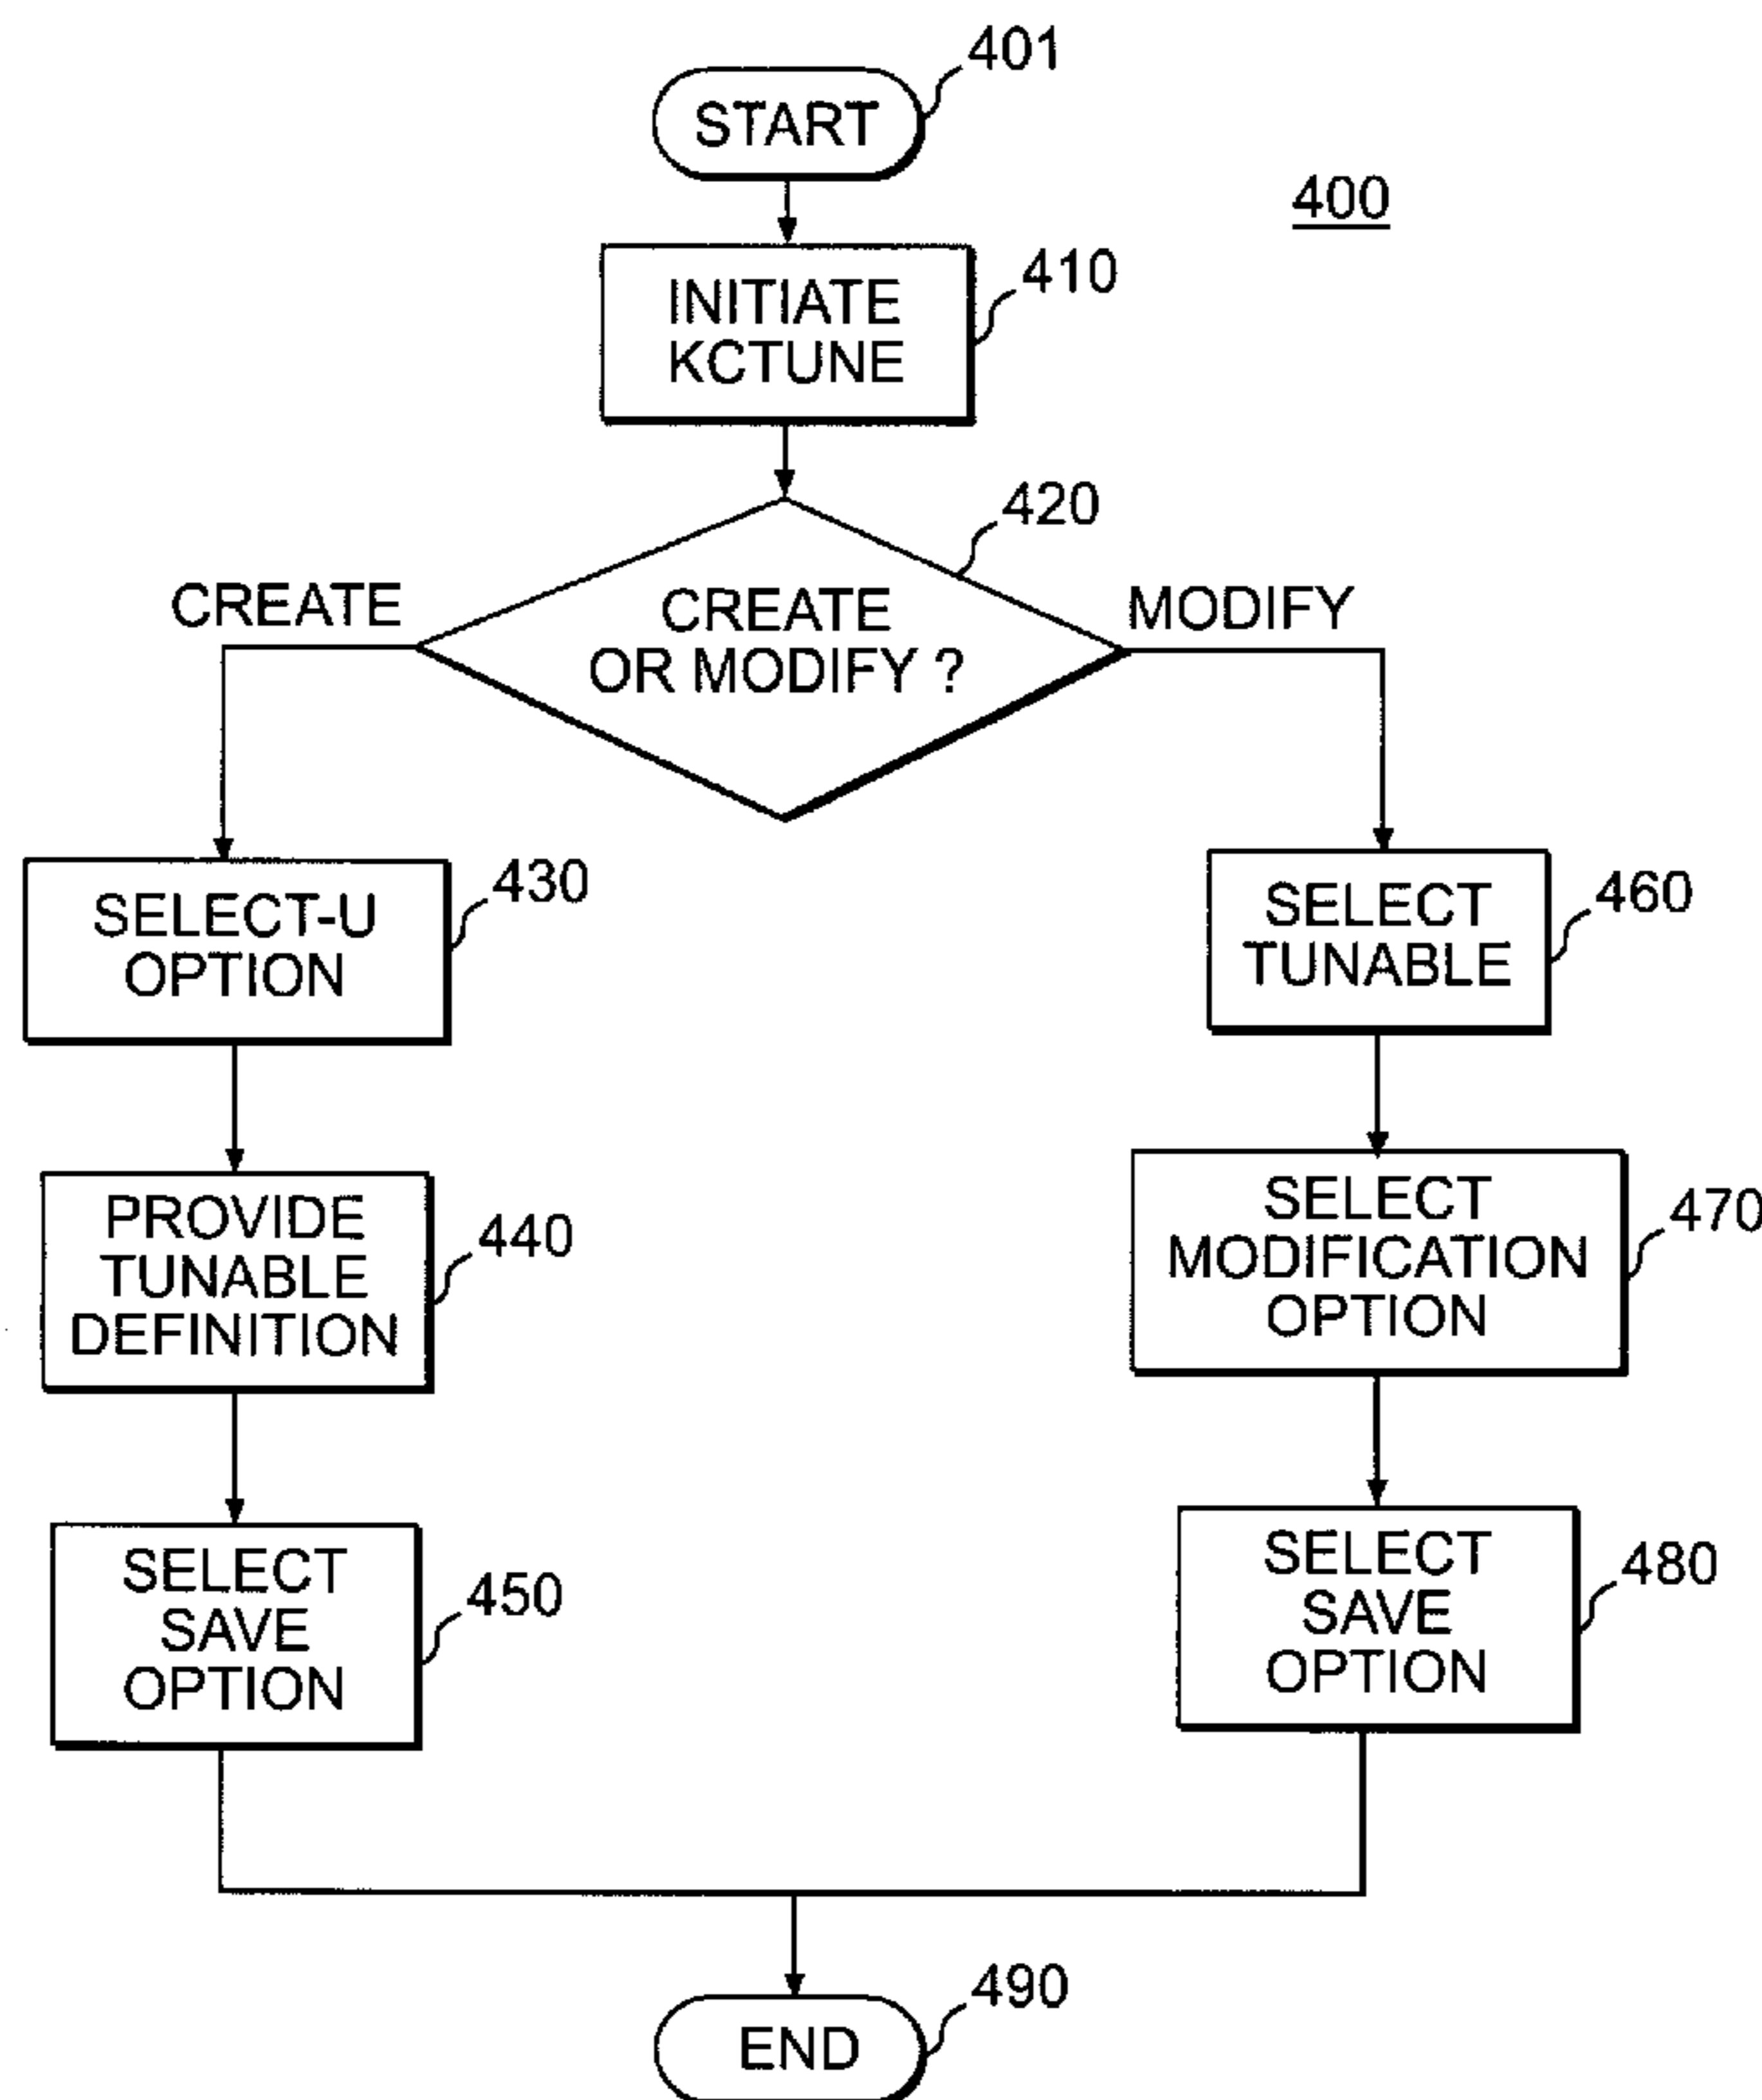 401
START
400
INITIATE
KCTUNE
410
420
CREATE
CREATE
OR MODIFY ?
MODIFY
SELECT-U
OPTION
430
SELECT
TUNABLE
460
PROVIDE
TUNABLE
DEFINITION
440
SELECT
MODIFICATION
OPTION
470
SELECT
SAVE
OPTION
450
SELECT
SAVE
OPTION
480
490
END